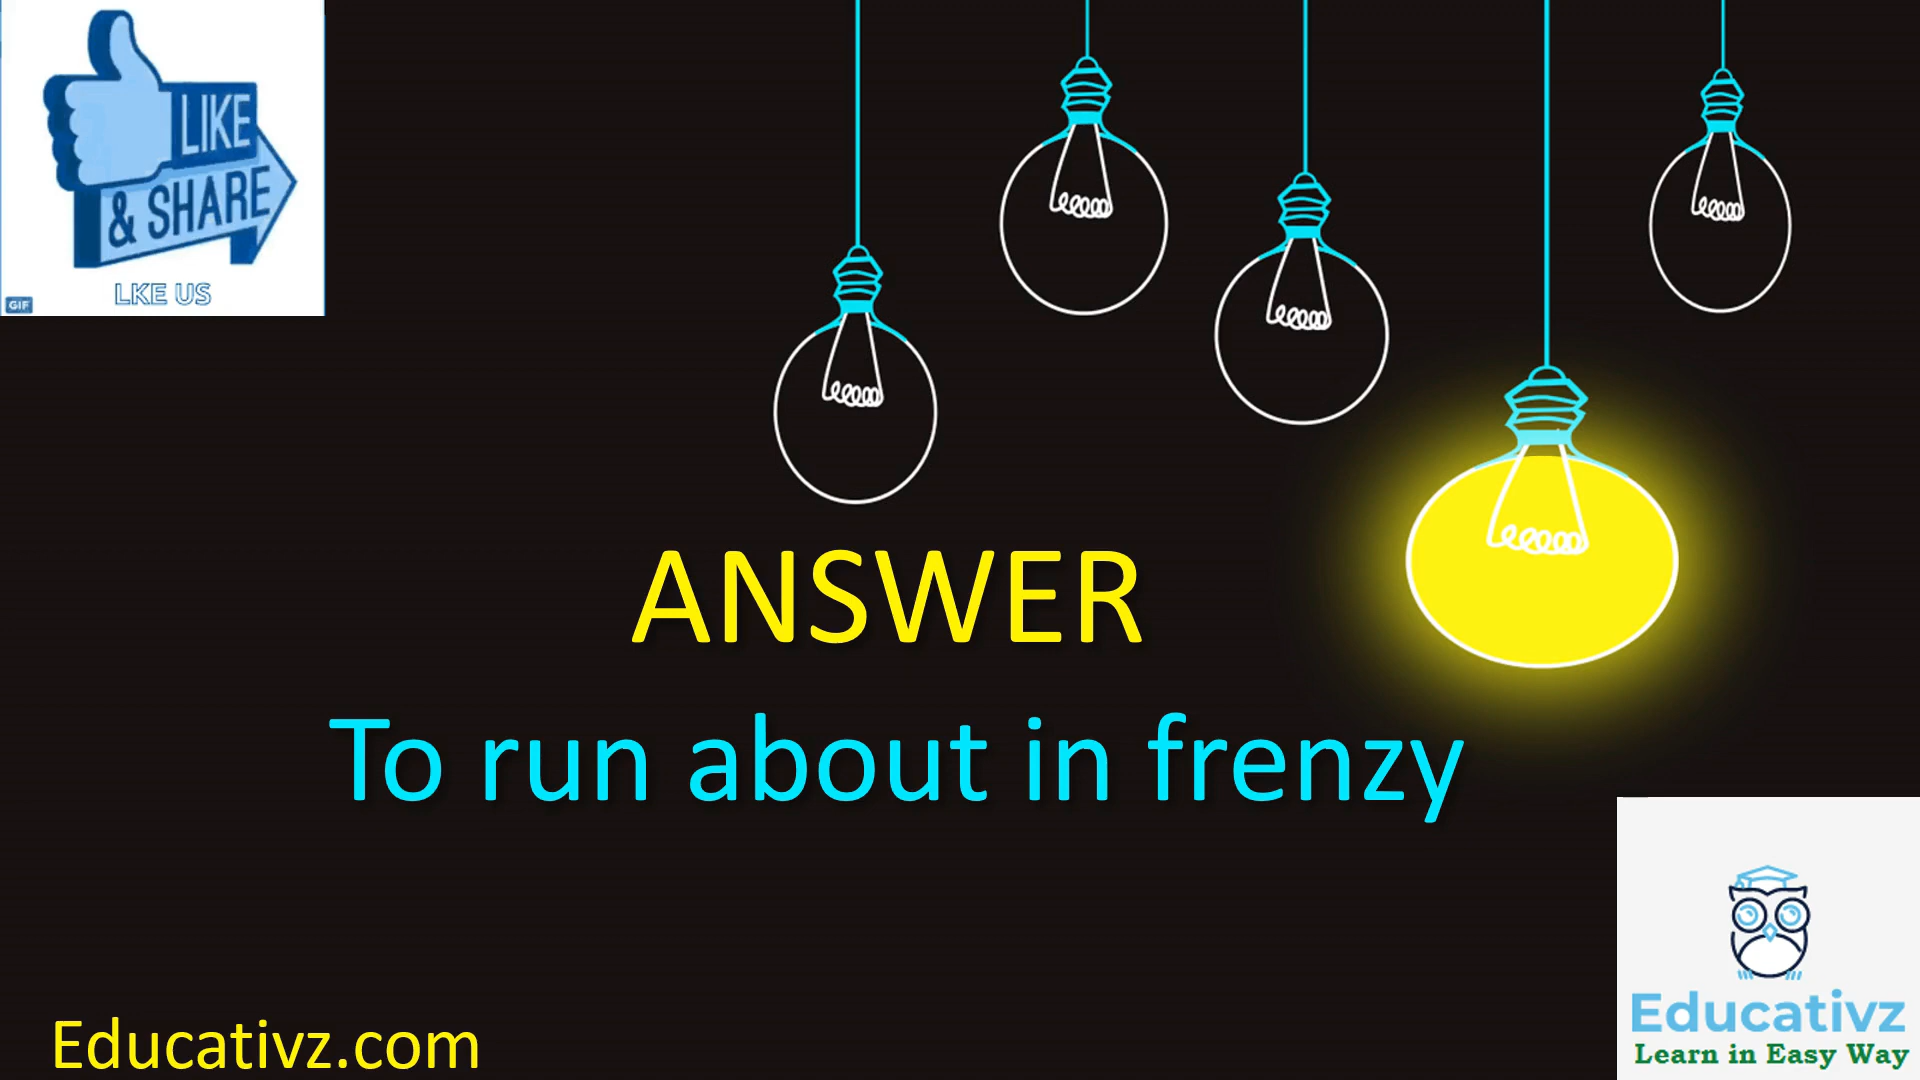 LIKE
& SHARE
LKE US
GIF
ANSWER
To run about in frenzy
Educativz.com
Educativz
Learn in Easy Way